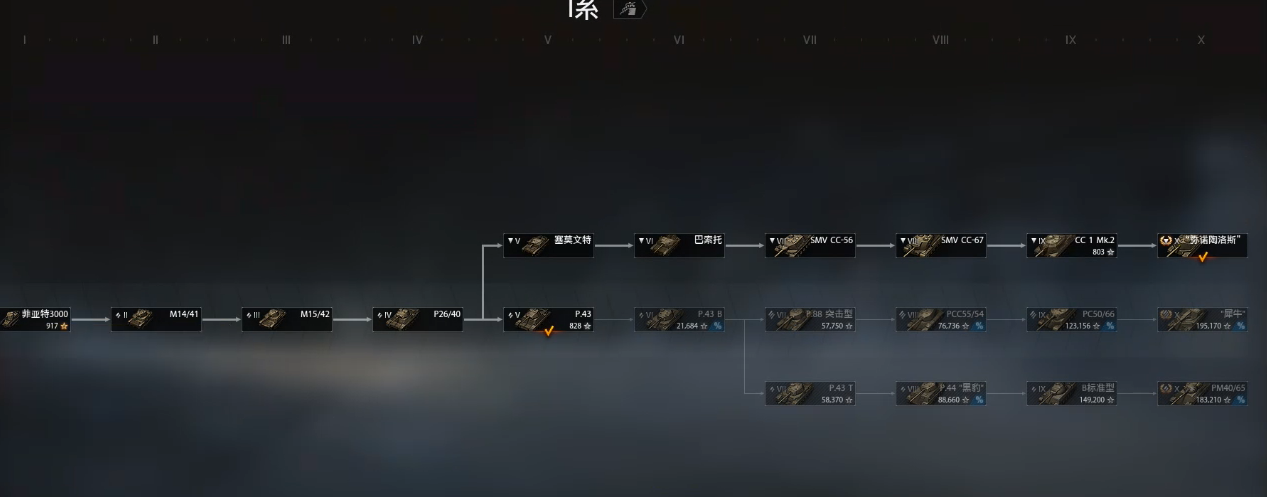 I系
I II III IV V VI VII VIII IX X
V 塞莫文特
VI 巴索托
VII SMV CC-56
VIII SMV CC-67
IX CC 1 Mk.2
803
X "弥诺陶洛斯"
菲亚特3000
917
II M14/41
III M15/42
IV P26/40
V P.43
828
VI P.43 B
21,684 %
VII P.88 突击型
57,750
VIII PCC55/54
76,736 %
IX PC50/66
123,156 %
X "犀牛"
195,170 %
VII P.43 T
58,370
VIII P.44 "黑豹"
88,660 %
IX B标准型
149,200
X PM40/65
183,210 %